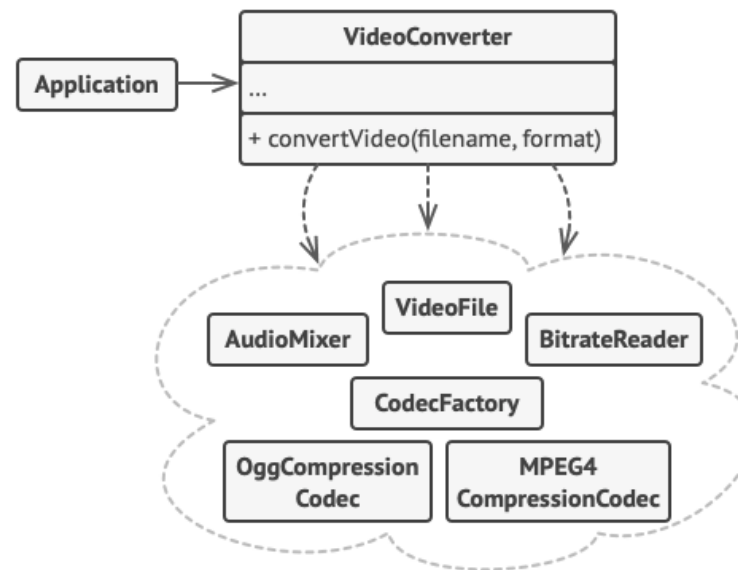 VideoConverter
Application
...
+ convertVideo(filename, format)
VideoFile
AudioMixer
BitrateReader
CodecFactory
OggCompression
Codec
MPEG4
CompressionCodec